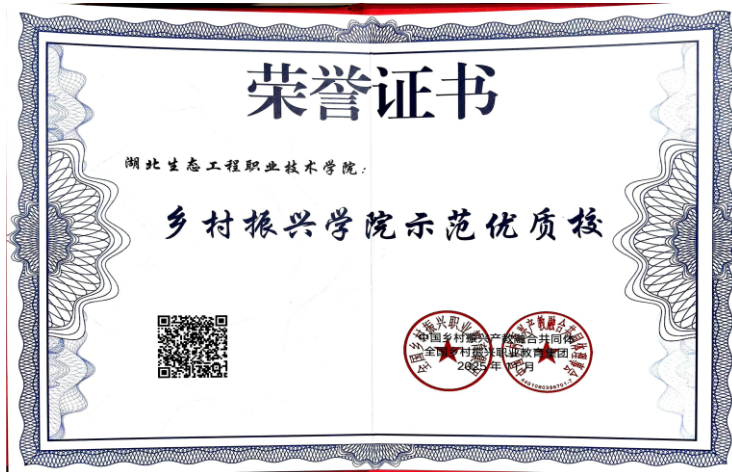 荣誉证书
湖北生态工程职业技术学院：
乡村振兴学院示范优质校
中国乡村振兴产教融合共同体
全国乡村振兴职业教育集团
2025年11月